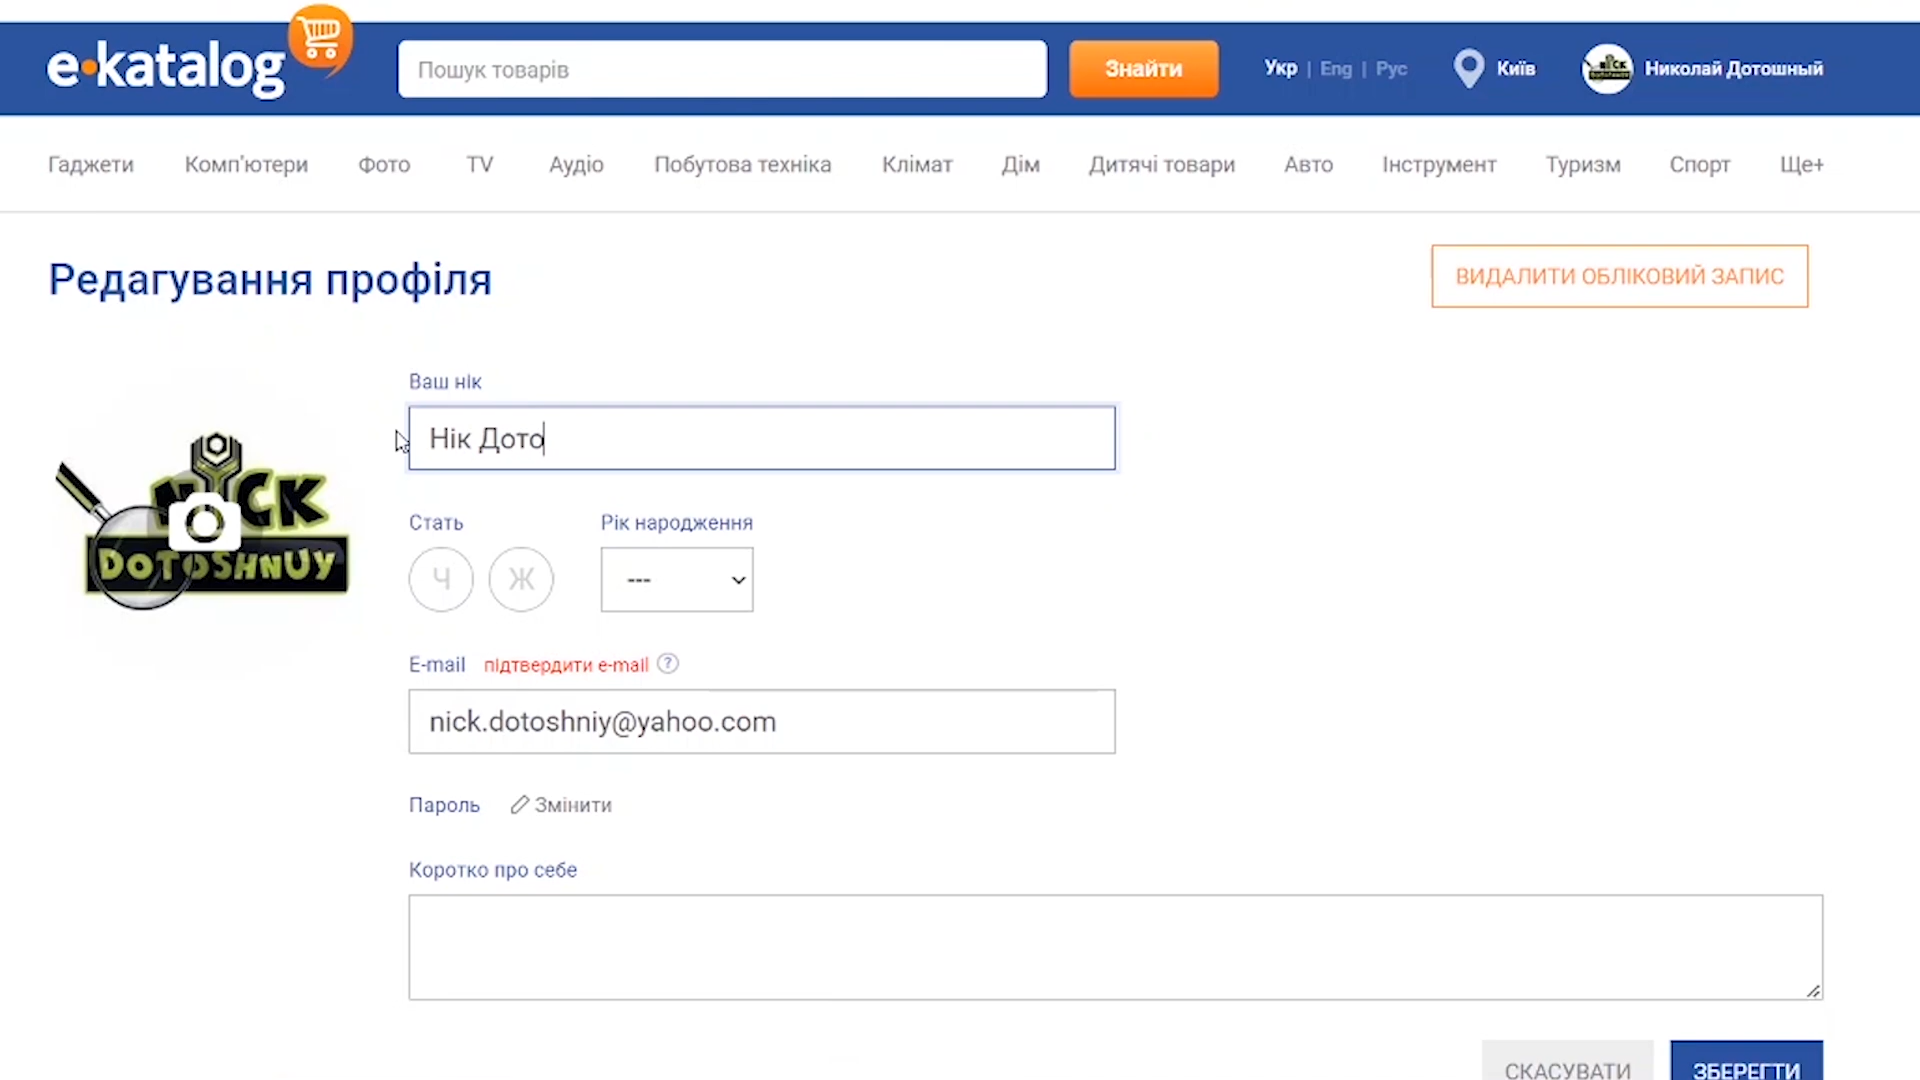 e•katalog
Пошук товарів
Знайти
Укр | Eng | Рус
Київ
Николай Дотошный
Гаджети Комп'ютери Фото TV Аудіо Побутова техніка Клімат Дім Дитячі товари Авто Інструмент Туризм Спорт Ще+
Редагування профіля
ВИДАЛИТИ ОБЛІКОВИЙ ЗАПИС
NICK
DOTOSHNUY
Ваш нік
Нік Дото
Стать
Рік народження
Ч Ж
---
E-mail підтвердити e-mail ?
nick.dotoshniy@yahoo.com
Пароль Змінити
Коротко про себе
СКАСУВАТИ ЗБЕРЕГТИ